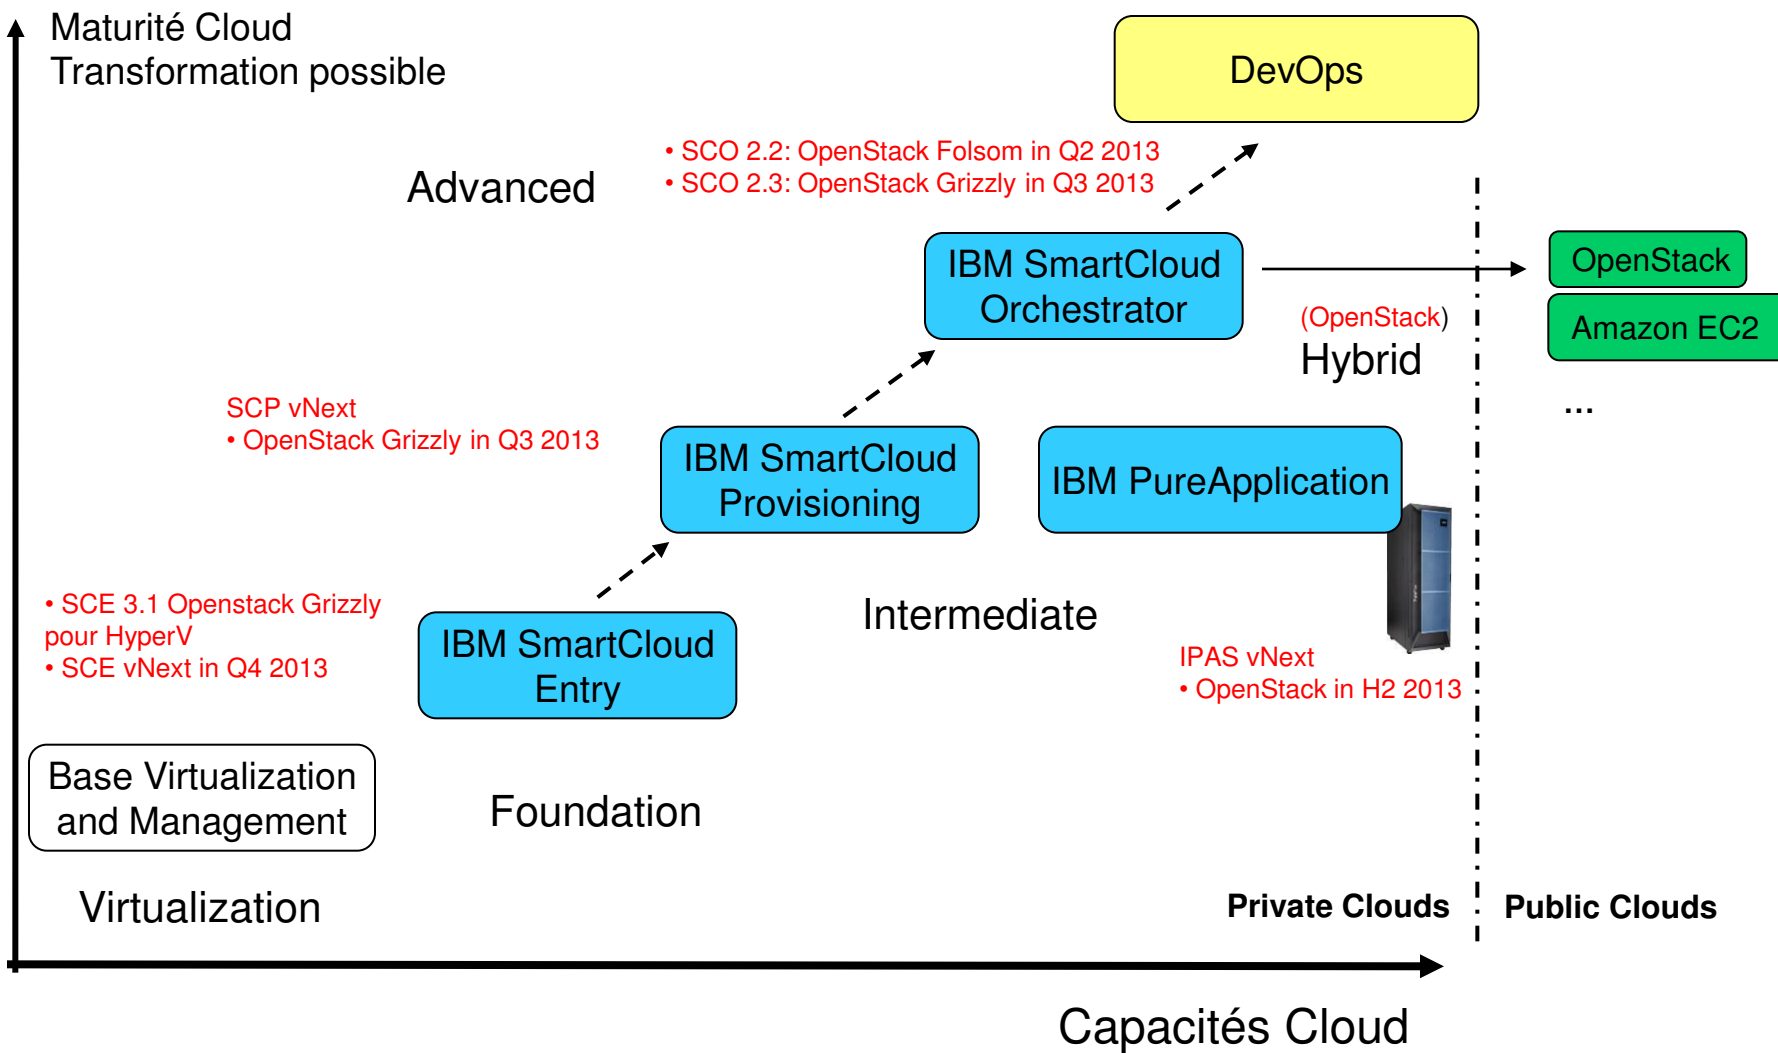 Maturité Cloud
Transformation possible
DevOps
• SCO 2.2: OpenStack Folsom in Q2 2013
• SCO 2.3: OpenStack Grizzly in Q3 2013
Advanced
IBM SmartCloud
Orchestrator
OpenStack
Amazon EC2
...
(OpenStack)
Hybrid
SCP vNext
• OpenStack Grizzly in Q3 2013
IBM SmartCloud
Provisioning
IBM PureApplication
• SCE 3.1 Openstack Grizzly
pour HyperV
• SCE vNext in Q4 2013
IBM SmartCloud
Entry
Intermediate
IPAS vNext
• OpenStack in H2 2013
Base Virtualization
and Management
Foundation
Virtualization
Private Clouds
Public Clouds
Capacités Cloud